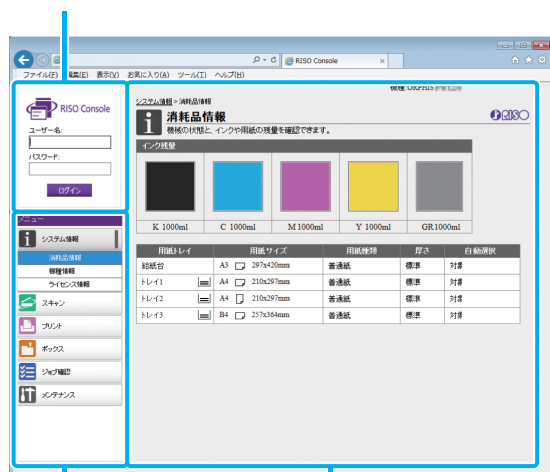 RISO Console
ファイル(F) 編集(E) 表示(V) お気に入り(A) ツール(T) ヘルプ(H)
機種:ORPHIS
RISO Console
ユーザー名:
パスワード:
ログイン
メニュー
システム情報
消耗品情報
機種情報
ライセンス情報
スキャン
プリント
ボックス
ジョブ確認
メンテナンス
システム情報 > 消耗品情報
消耗品情報
機械の状態と、インクや用紙の残量を確認できます。
RISO
インク残量
K 1000ml C 1000ml M 1000ml Y 1000ml GR1000ml
用紙トレイ 用紙サイズ 用紙種類 厚さ 自動選択
給紙台 A3 297x420mm 普通紙 標準 対象
トレイ1 A4 210x297mm 普通紙 標準 対象
トレイ2 A4 210x297mm 普通紙 標準 対象
トレイ3 B4 257x364mm 普通紙 標準 対象